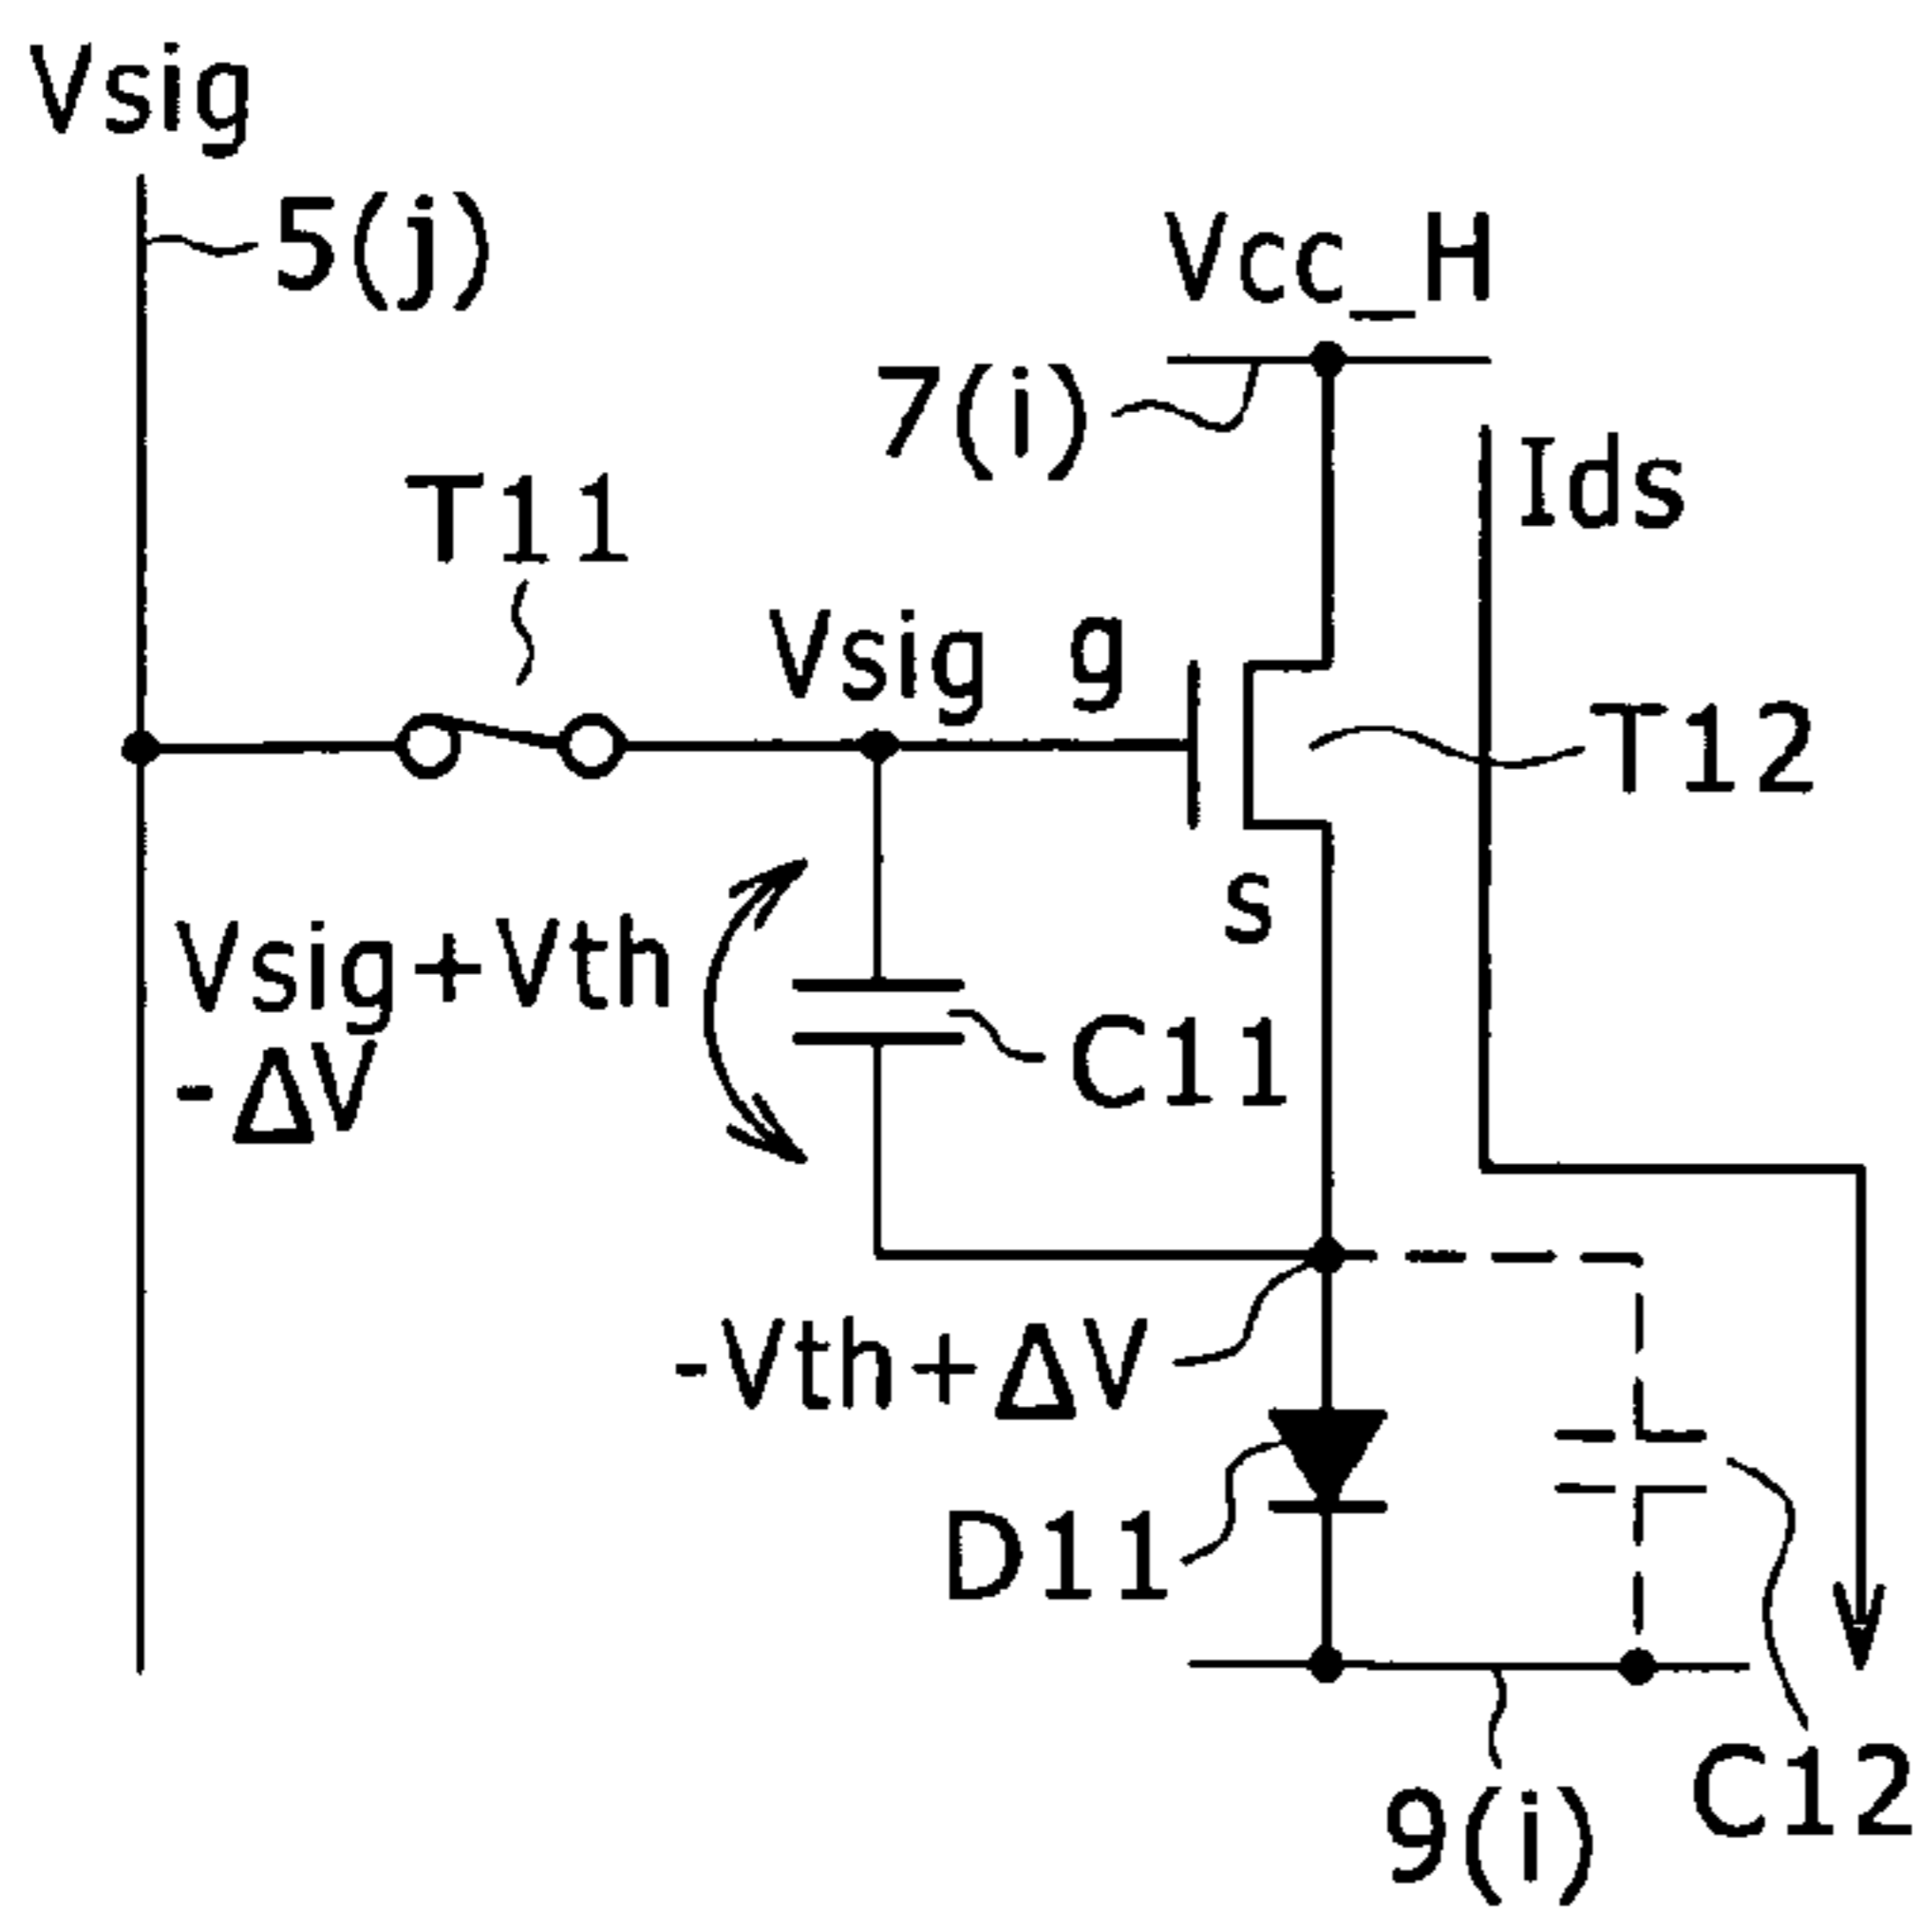 Vsig
5(j)
Vcc_H
7(i)
Ids
T11
Vsig g
T12
s
Vsig+Vth
-ΔV
C11
-Vth+ΔV
D11
C12
9(i)